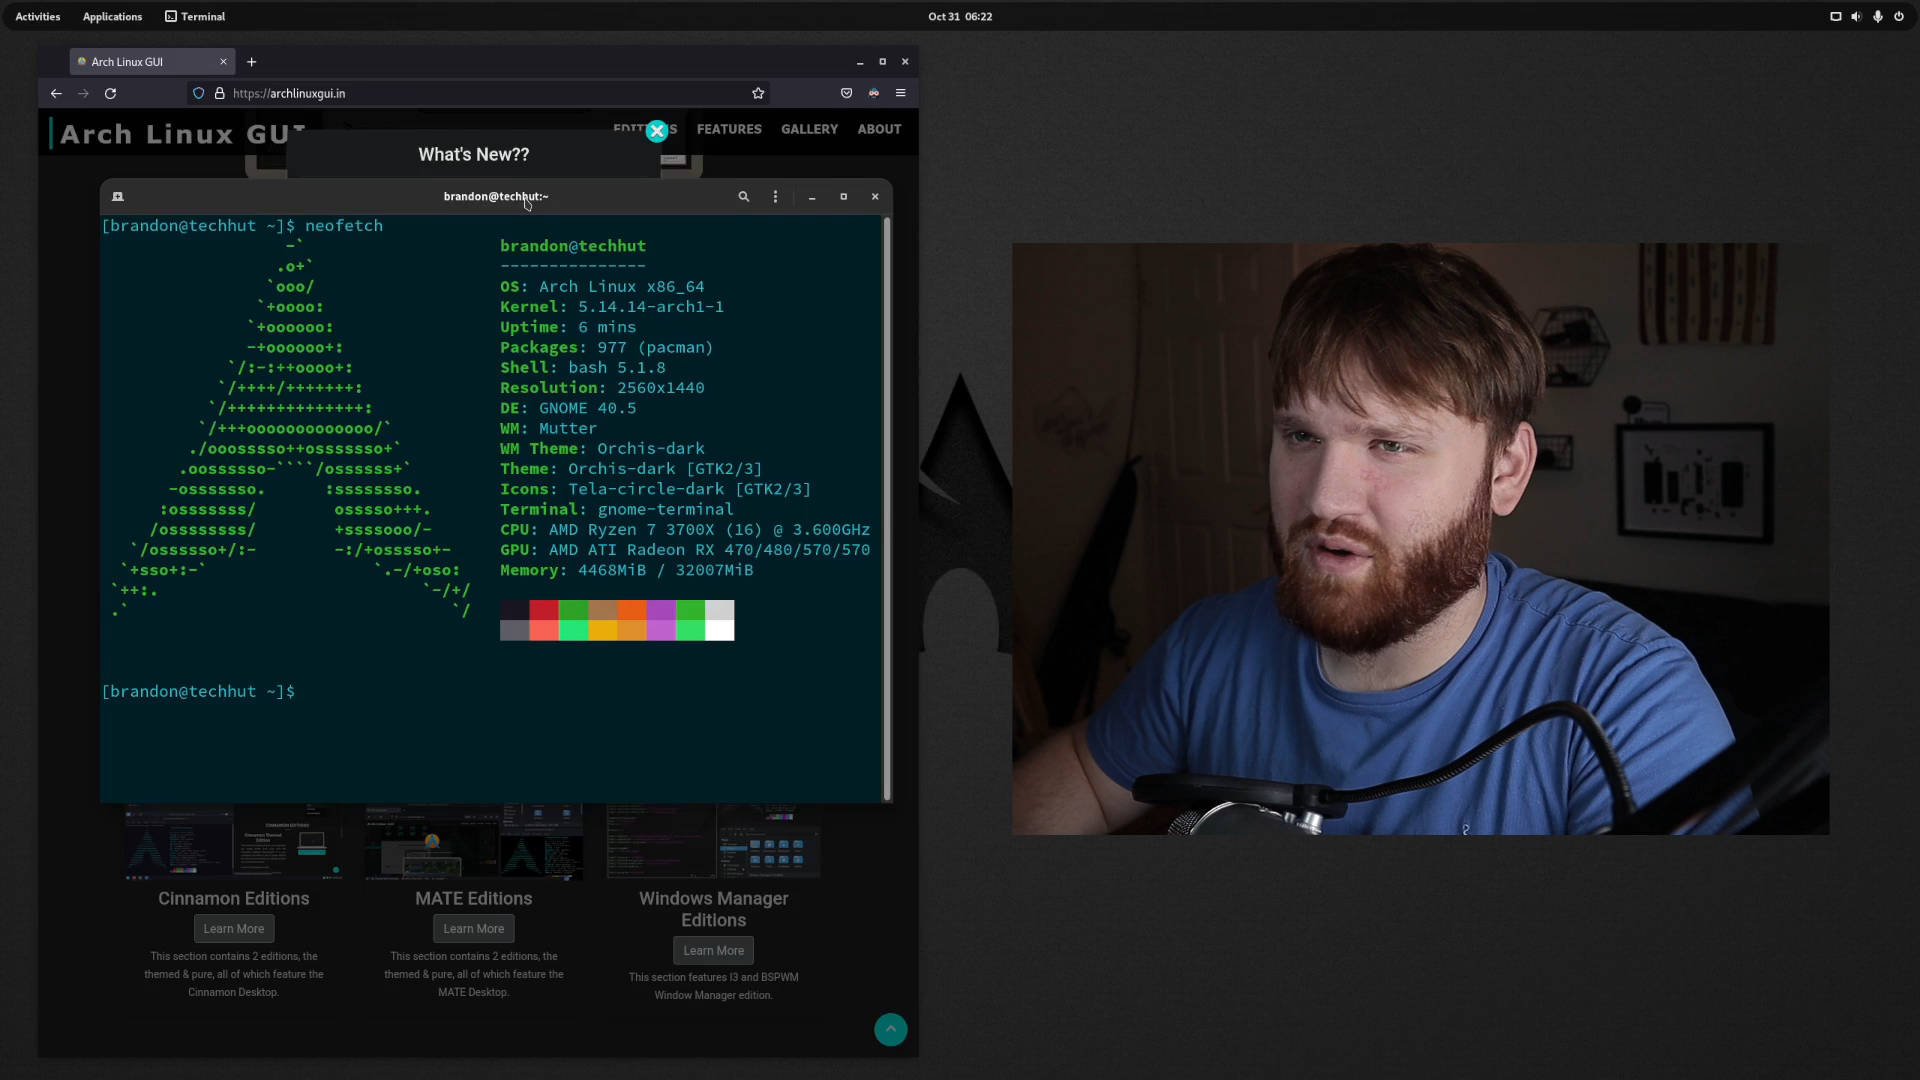 Activities Applications Terminal Oct 31 06:22
Arch Linux GUI
https://archlinuxgui.in
Arch Linux GUI
FEATURES GALLERY ABOUT
What's New??
brandon@techhut:~
[brandon@techhut ~]$ neofetch
brandon@techhut
---------------
OS: Arch Linux x86_64
Kernel: 5.14.14-arch1-1
Uptime: 6 mins
Packages: 977 (pacman)
Shell: bash 5.1.8
Resolution: 2560x1440
DE: GNOME 40.5
WM: Mutter
WM Theme: Orchis-dark
Theme: Orchis-dark [GTK2/3]
Icons: Tela-circle-dark [GTK2/3]
Terminal: gnome-terminal
CPU: AMD Ryzen 7 3700X (16) @ 3.600GHz
GPU: AMD ATI Radeon RX 470/480/570/570
Memory: 4468MiB / 32007MiB
[brandon@techhut ~]$
Cinnamon Editions
Learn More
This section contains 2 editions, the
themed & pure, all of which feature the
Cinnamon Desktop.
MATE Editions
Learn More
This section contains 2 editions, the
themed & pure, all of which feature the
MATE Desktop.
Windows Manager
Editions
Learn More
This section features I3 and BSPWM
Window Manager edition.